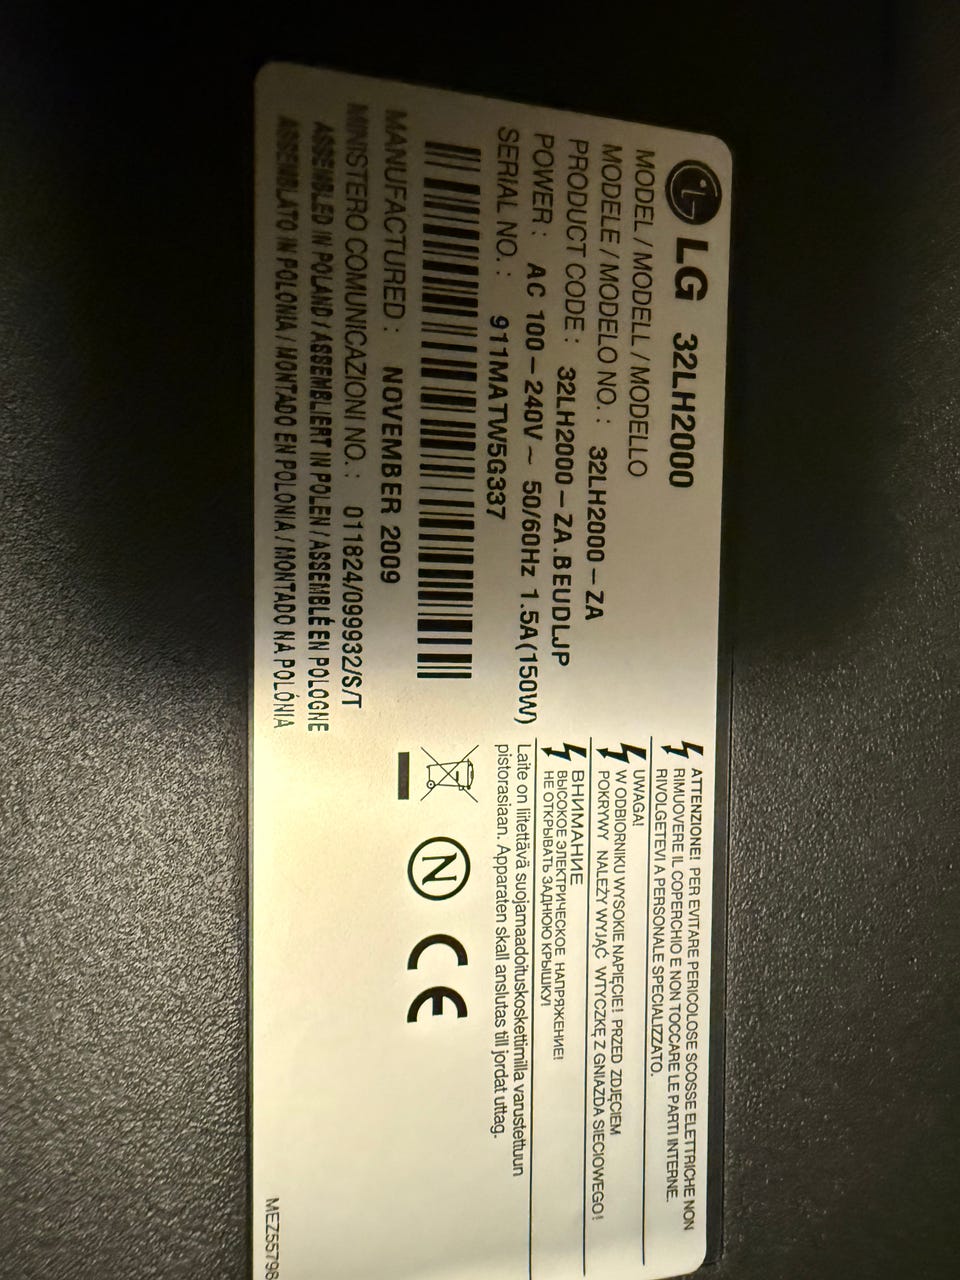 LG 32LH2000
MODEL / MODELL / MODELLO
MODELE / MODELO NO. : 32LH2000-ZA
PRODUCT CODE : 32LH2000-ZA.BEUDLJP
POWER : AC 100-240V ~ 50/60Hz 1.5A(150W)
SERIAL NO. : 911MATW5G337
MANUFACTURED : NOVEMBER 2009
MINISTERO COMUNICAZIONI NO. : 011824/099932/S/T
ASSEMBLED IN POLAND / ASSEMBLIERT IN POLEN / ASSEMBLÉ EN POLOGNE
ASSEMBLATO IN POLONIA / MONTADO EN POLONIA / MONTADO NA POLÓNIA
ATTENZIONE! PER EVITARE PERICOLOSE SCOSSE ELETTRICHE NON
RIMUOVERE IL COPERCHIO E NON TOCCARE LE PARTI INTERNE.
RIVOLGETEVI A PERSONALE SPECIALIZZATO.
UWAGA!
W ODBIORNIKU WYSOKIE NAPIĘCIE! PRZED ZDJĘCIEM
POKRYWY NALEŻY WYJĄĆ WTYCZKĘ Z GNIAZDA SIECIOWEGO!
ВНИМАНИЕ
ВЫСОКОЕ ЭЛЕКТРИЧЕСКОЕ НАПРЯЖЕНИЕ!
НЕ ОТКРЫВАТЬ ЗАДНЮЮ КРЫШКУ!
Laite on liitettävä suojamaadoituskoskettimilla varustettuun
pistorasiaan. Apparaten skall anslutas till jordat uttag.
N CE
MEZ55798